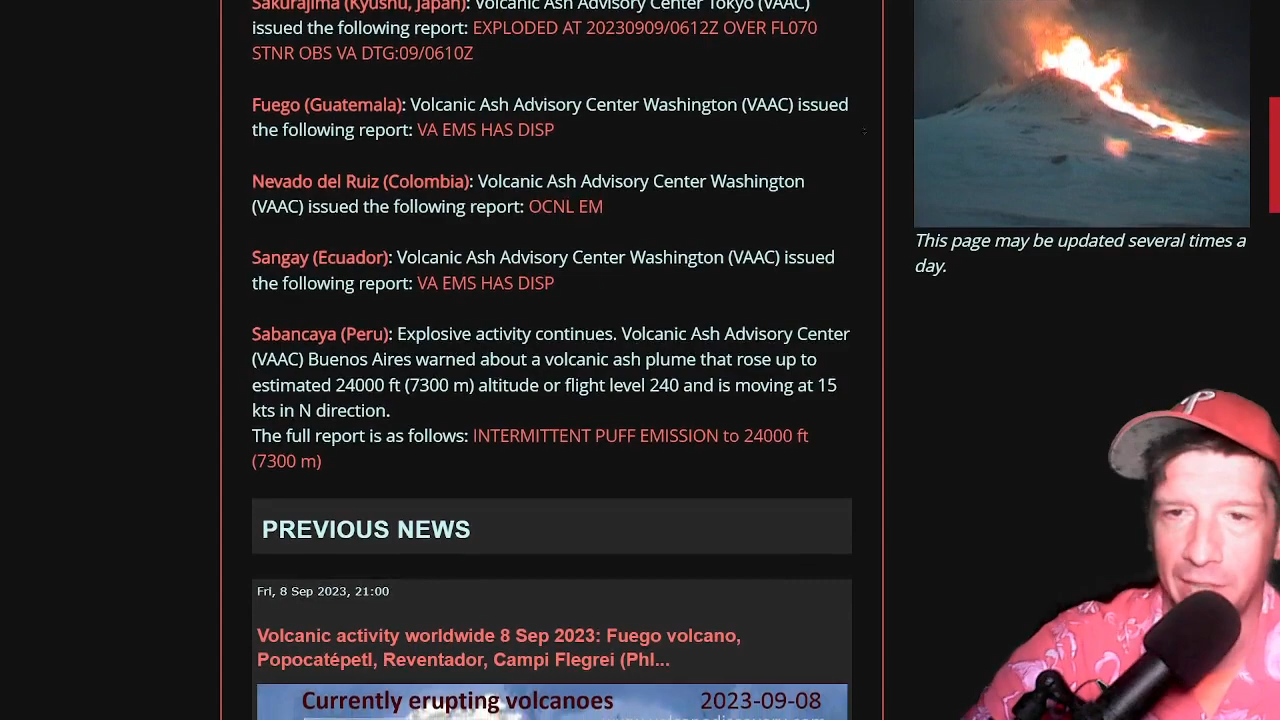 Sakurajima (Kyushu, Japan): Volcanic Ash Advisory Center Tokyo (VAAC)
issued the following report: EXPLODED AT 20230909/0612Z OVER FL070
STNR OBS VA DTG:09/0610Z
Fuego (Guatemala): Volcanic Ash Advisory Center Washington (VAAC) issued
the following report: VA EMS HAS DISP
Nevado del Ruiz (Colombia): Volcanic Ash Advisory Center Washington
(VAAC) issued the following report: OCNL EM
Sangay (Ecuador): Volcanic Ash Advisory Center Washington (VAAC) issued
the following report: VA EMS HAS DISP
Sabancaya (Peru): Explosive activity continues. Volcanic Ash Advisory Center
(VAAC) Buenos Aires warned about a volcanic ash plume that rose up to
estimated 24000 ft (7300 m) altitude or flight level 240 and is moving at 15
kts in N direction.
The full report is as follows: INTERMITTENT PUFF EMISSION to 24000 ft
(7300 m)
PREVIOUS NEWS
Fri, 8 Sep 2023, 21:00
Volcanic activity worldwide 8 Sep 2023: Fuego volcano,
Popocatépetl, Reventador, Campi Flegrei (Phl...
Currently erupting volcanoes 2023-09-08
This page may be updated several times a
day.
P